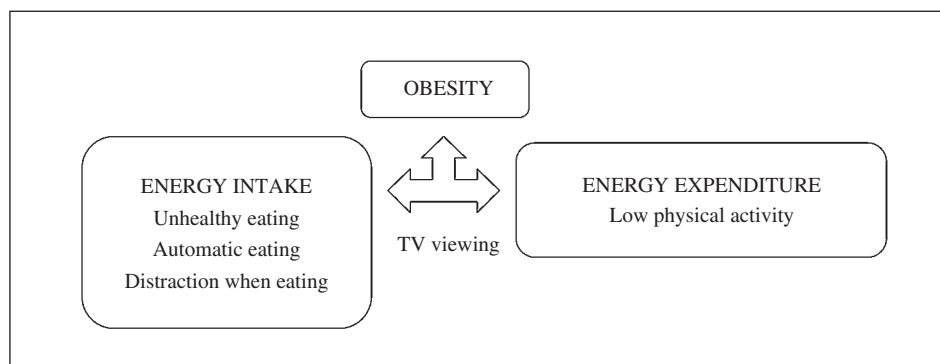 OBESITY
ENERGY INTAKE
Unhealthy eating
Automatic eating
Distraction when eating
TV viewing
ENERGY EXPENDITURE
Low physical activity